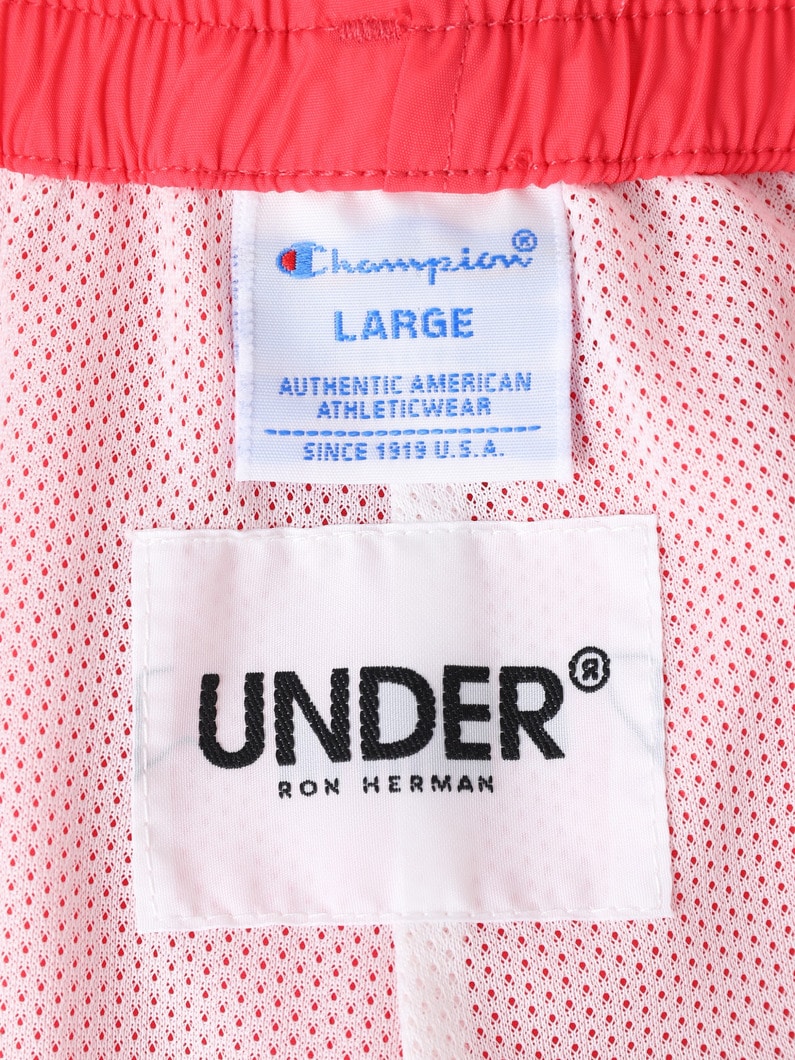 Champion®
LARGE
AUTHENTIC AMERICAN
ATHLETICWEAR
SINCE 1919 U.S.A.
UNDER®
RON HERMAN